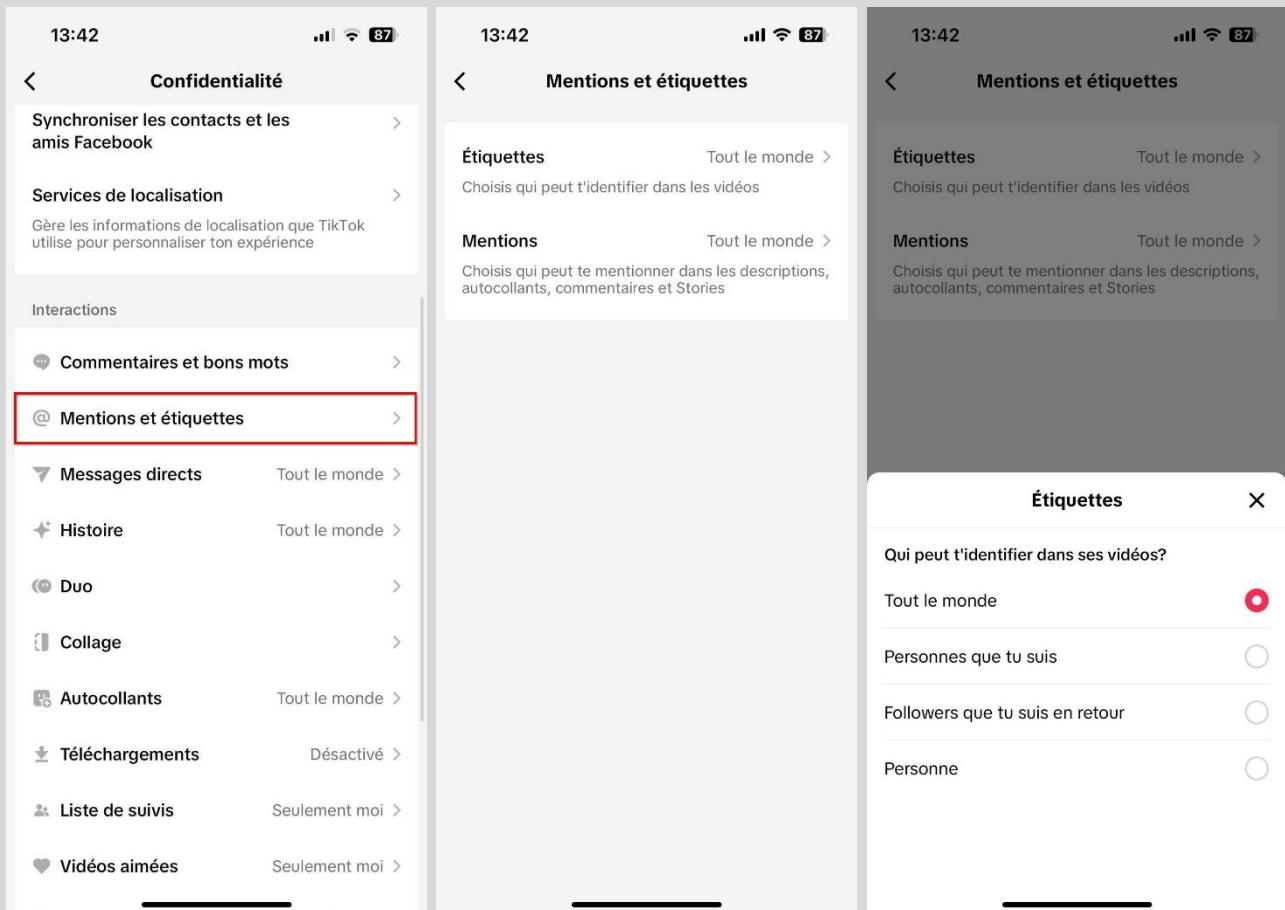 13:42
87
Confidentialité
Synchroniser les contacts et les
amis Facebook
Services de localisation
Gère les informations de localisation que TikTok
utilise pour personnaliser ton expérience
Interactions
Commentaires et bons mots
@ Mentions et étiquettes
Messages directs Tout le monde
Histoire Tout le monde
Duo
Collage
Autocollants Tout le monde
Téléchargements Désactivé
Liste de suivis Seulement moi
Vidéos aimées Seulement moi
13:42
87
Mentions et étiquettes
Étiquettes Tout le monde
Choisis qui peut t'identifier dans les vidéos
Mentions Tout le monde
Choisis qui peut te mentionner dans les descriptions,
autocollants, commentaires et Stories
13:42
87
Mentions et étiquettes
Étiquettes Tout le monde
Choisis qui peut t'identifier dans les vidéos
Mentions Tout le monde
Choisis qui peut te mentionner dans les descriptions,
autocollants, commentaires et Stories
Étiquettes
Qui peut t'identifier dans ses vidéos?
Tout le monde
Personnes que tu suis
Followers que tu suis en retour
Personne